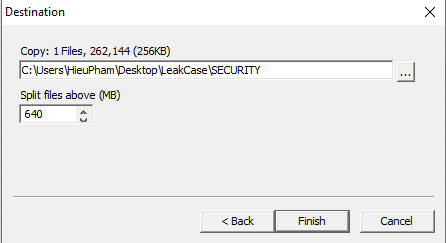 Destination
Copy: 1 Files, 262,144 (256KB)
C:\Users\HieuPham\Desktop\LeakCase\SECURITY
...
Split files above (MB)
640
< Back
Finish
Cancel